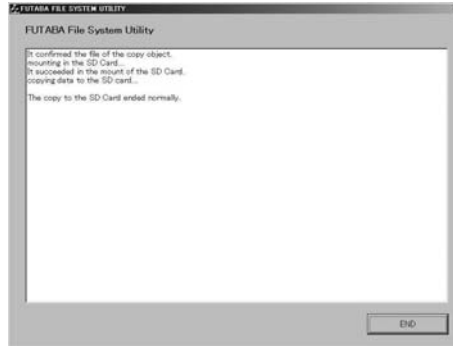 FUTABA FILE SYSTEM UTILITY
FUTABA File System Utility
It confirmed the file of the copy object.
mounting in the SD Card...
It succeeded in the mount of the SD Card.
copying data to the SD card...
The copy to the SD Card ended normally.
END